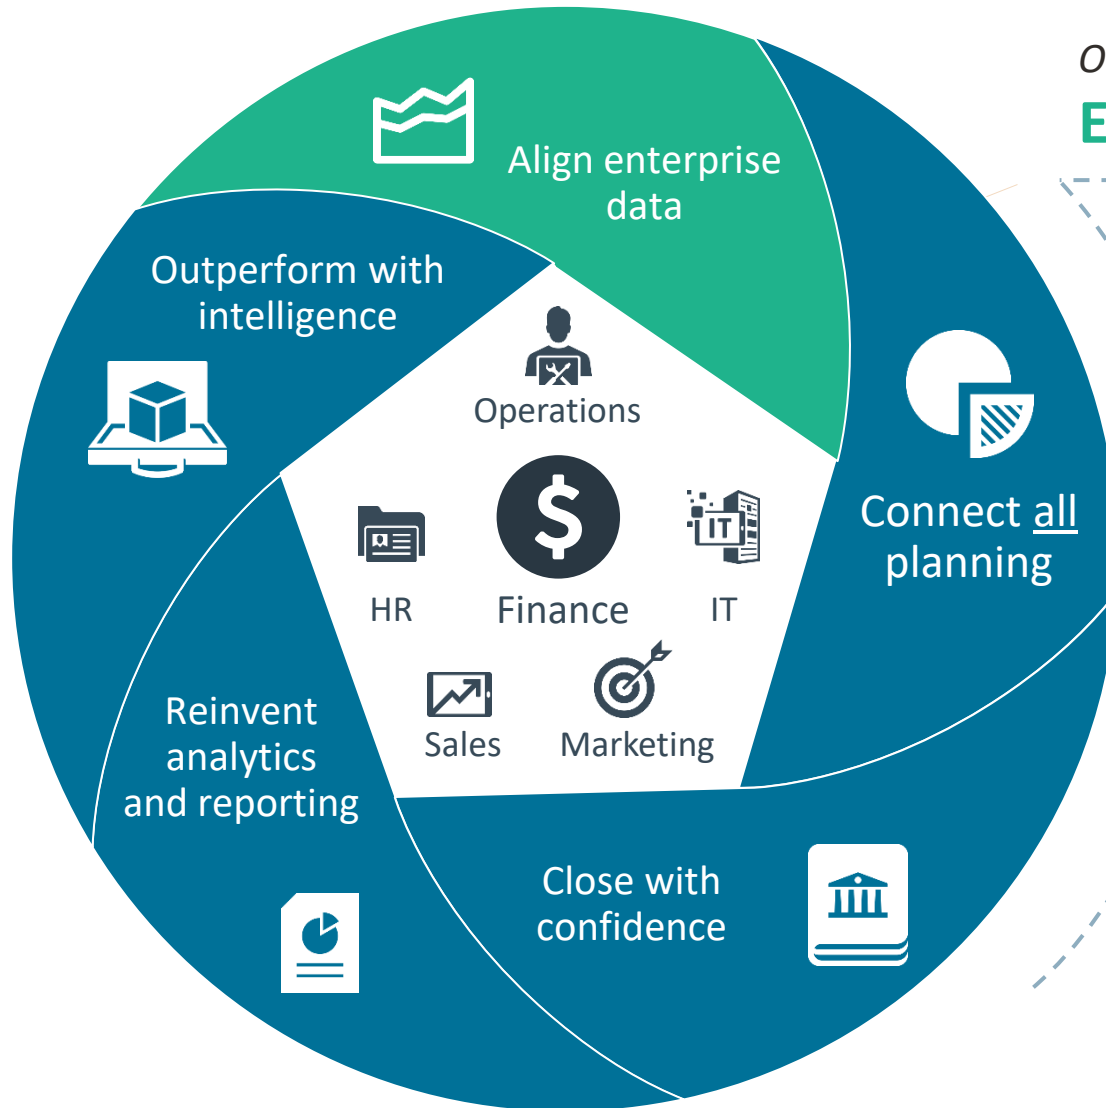 O
E
Align enterprise
data
Outperform with
intelligence
Operations
Connect all
planning
IT
HR
Finance
IT
Sales
Marketing
Reinvent
analytics
and reporting
Close with
confidence